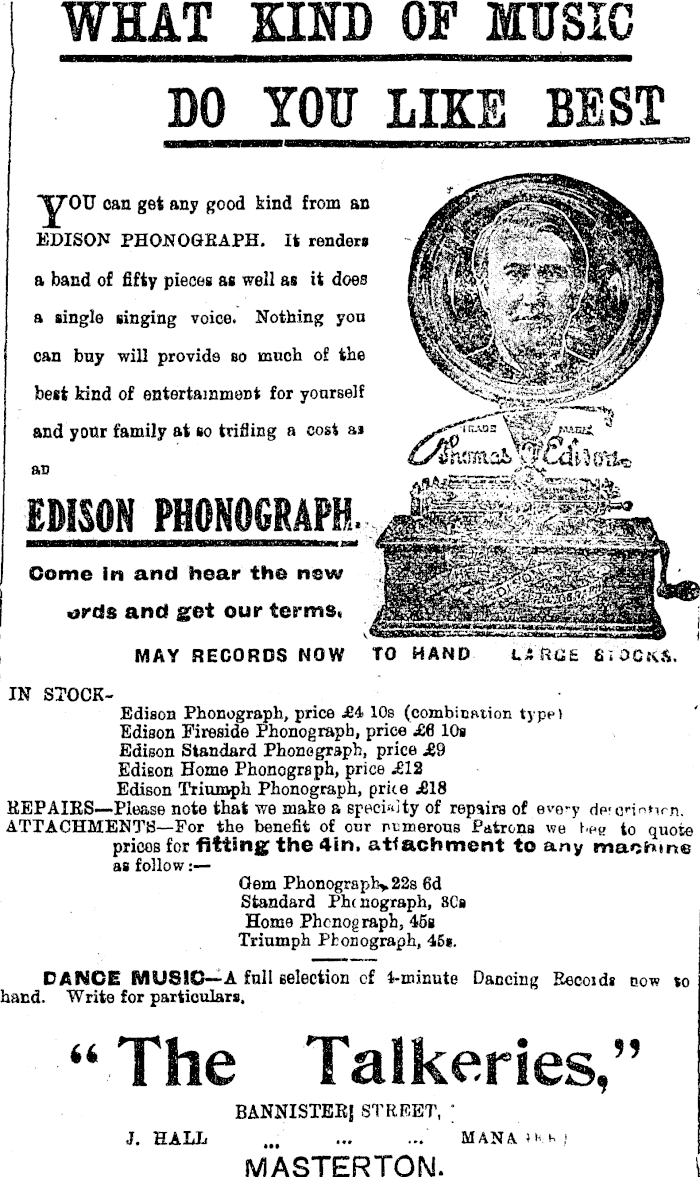 WHAT KIND OF MUSIC
DO YOU LIKE BEST
YOU can get any good kind from an
EDISON PHONOGRAPH. It renders
a band of fifty pieces as well as it does
a single singing voice. Nothing you
can buy will provide so much of the
best kind of entertainment for yourself
and your family at so trifling a cost as
an
EDISON PHONOGRAPH.
Come in and hear the new
ords and get our terms.
TRADE MARK
Thomas A Edison
MAY RECORDS NOW TO HAND LARGE STOCKS.
IN STOCK-
Edison Phonograph, price £4 10s (combination type)
Edison Fireside Phonograph, price £6 10s
Edison Standard Phonograph, price £9
Edison Home Phonograph, price £12
Edison Triumph Phonograph, price £18
REPAIRS—Please note that we make a specialty of repairs of every description.
ATTACHMENTS—For the benefit of our numerous Patrons we beg to quote
prices for fitting the 4in. attachment to any machine
as follow:—
Gem Phonograph, 22s 6d
Standard Phonograph, 30s
Home Phonograph, 45s
Triumph Phonograph, 45s.
DANCE MUSIC—A full selection of 4-minute Dancing Records now to
hand. Write for particulars.
"The Talkeries,"
BANNISTER STREET,
J. HALL ... ... ... MANAGER
MASTERTON.